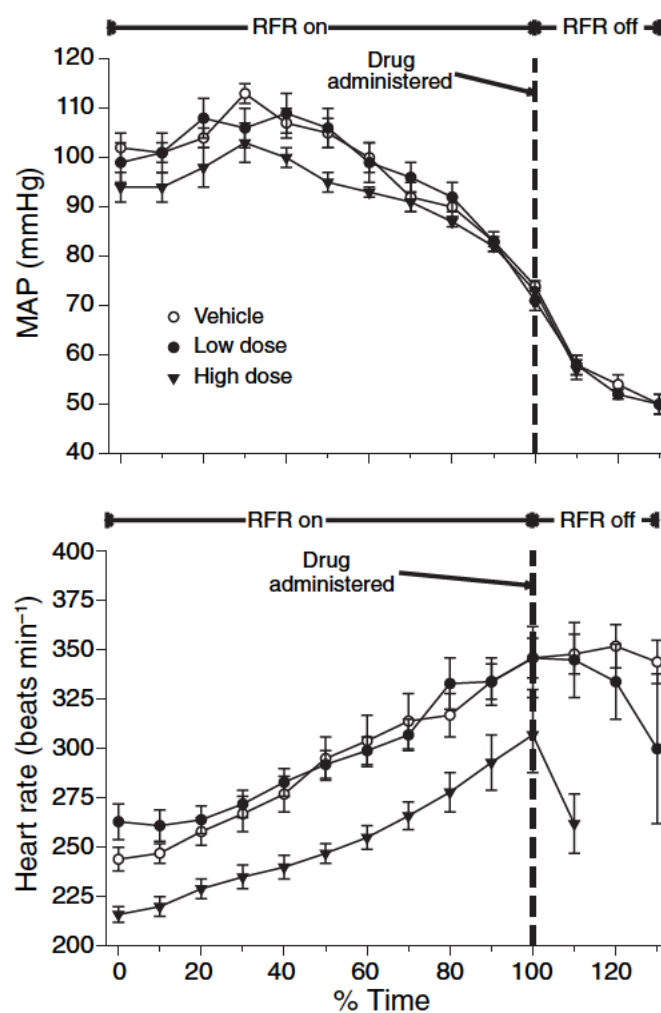 RFR on
RFR off
Drug
administered
120
110
100
90
80
70
60
50
40
MAP (mmHg)
Vehicle
Low dose
High dose
RFR on
RFR off
Drug
administered
400
375
350
325
300
263
250
225
200
Heart rate (beats min⁻¹)
0 20 40 60 80 100 120
% Time